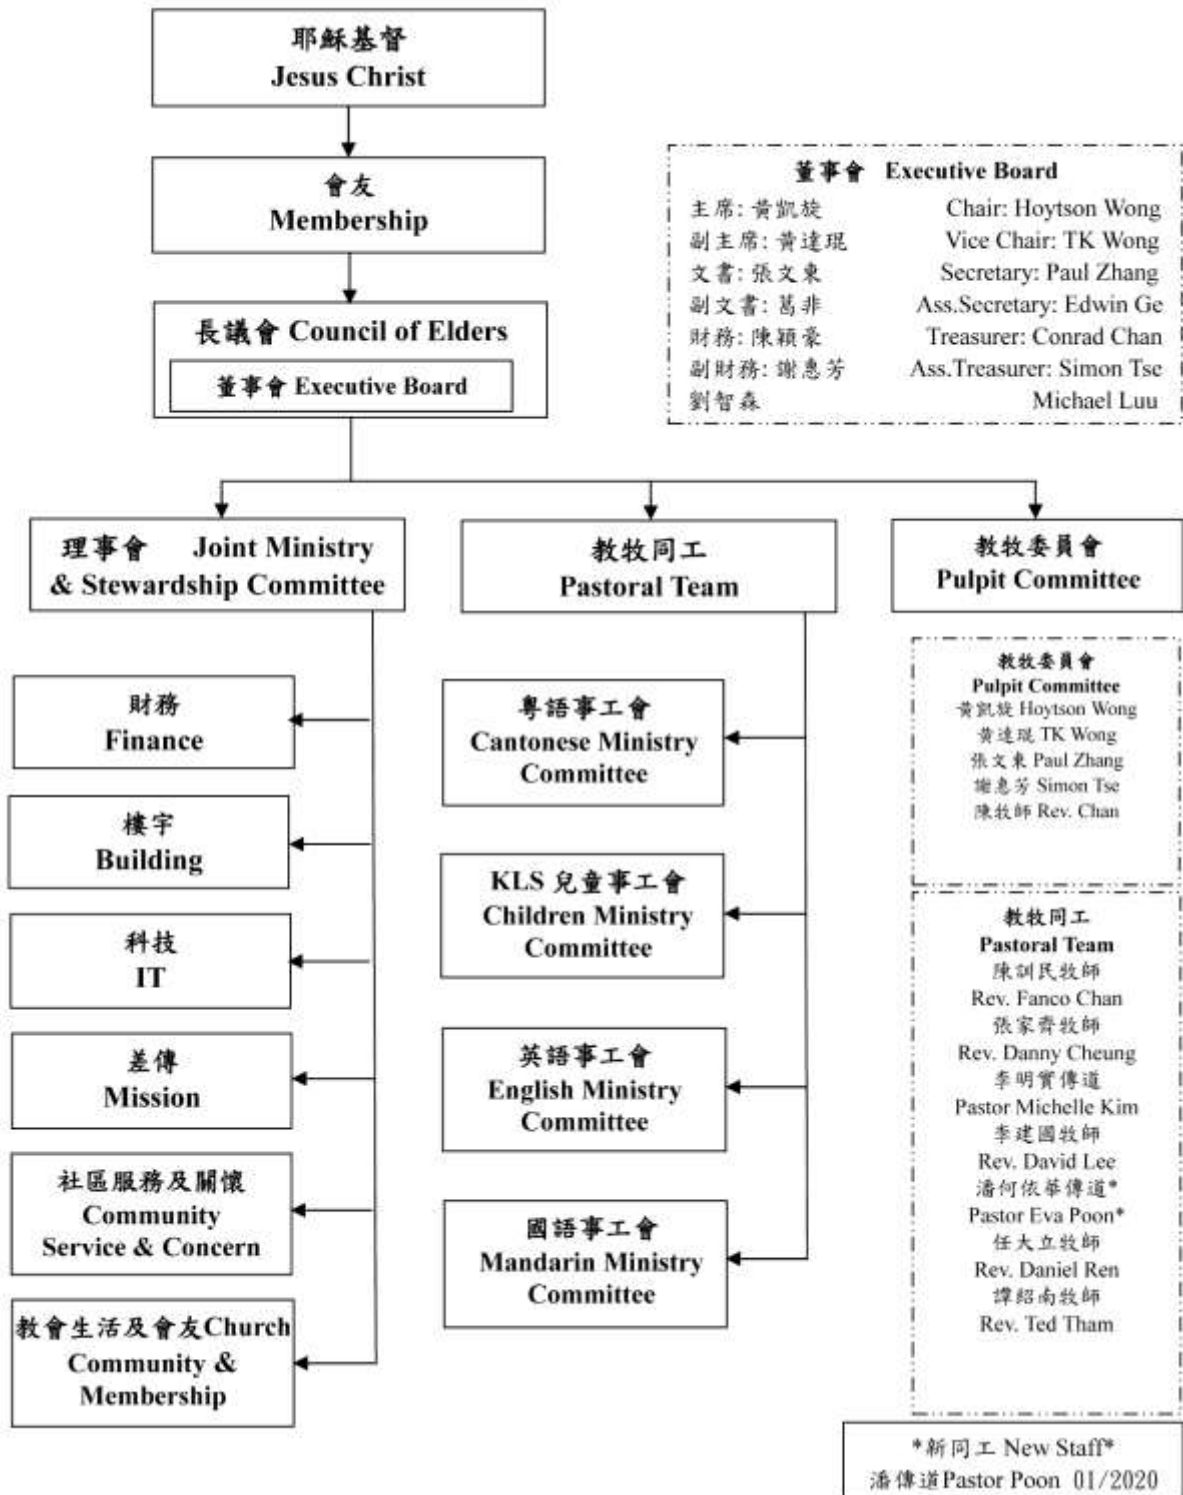 耶穌基督
Jesus Christ
會友
Membership
長議會 Council of Elders
董事會 Executive Board
董事會 Executive Board
主席: 黃凱旋 Chair: Hoytson Wong
副主席: 黃達琨 Vice Chair: TK Wong
文書: 張文東 Secretary: Paul Zhang
副文書: 葛非 Ass.Secretary: Edwin Ge
財務: 陳穎豪 Treasurer: Conrad Chan
副財務: 謝惠芳 Ass.Treasurer: Simon Tse
劉智森 Michael Luu
理事會 Joint Ministry
& Stewardship Committee
財務
Finance
樓宇
Building
科技
IT
差傳
Mission
社區服務及關懷
Community
Service & Concern
教會生活及會友Church
Community &
Membership
教牧同工
Pastoral Team
粵語事工會
Cantonese Ministry
Committee
KLS 兒童事工會
Children Ministry
Committee
英語事工會
English Ministry
Committee
國語事工會
Mandarin Ministry
Committee
教牧委員會
Pulpit Committee
教牧委員會
Pulpit Committee
黃凱旋 Hoytson Wong
黃達琨 TK Wong
張文東 Paul Zhang
謝惠芳 Simon Tse
陳牧師 Rev. Chan
教牧同工
Pastoral Team
陳訓民牧師
Rev. Fanco Chan
張家齊牧師
Rev. Danny Cheung
李明實傳道
Pastor Michelle Kim
李建國牧師
Rev. David Lee
潘何依華傳道*
Pastor Eva Poon*
任大立牧師
Rev. Daniel Ren
譚紹南牧師
Rev. Ted Tham
*新同工 New Staff*
潘傳道Pastor Poon 01/2020